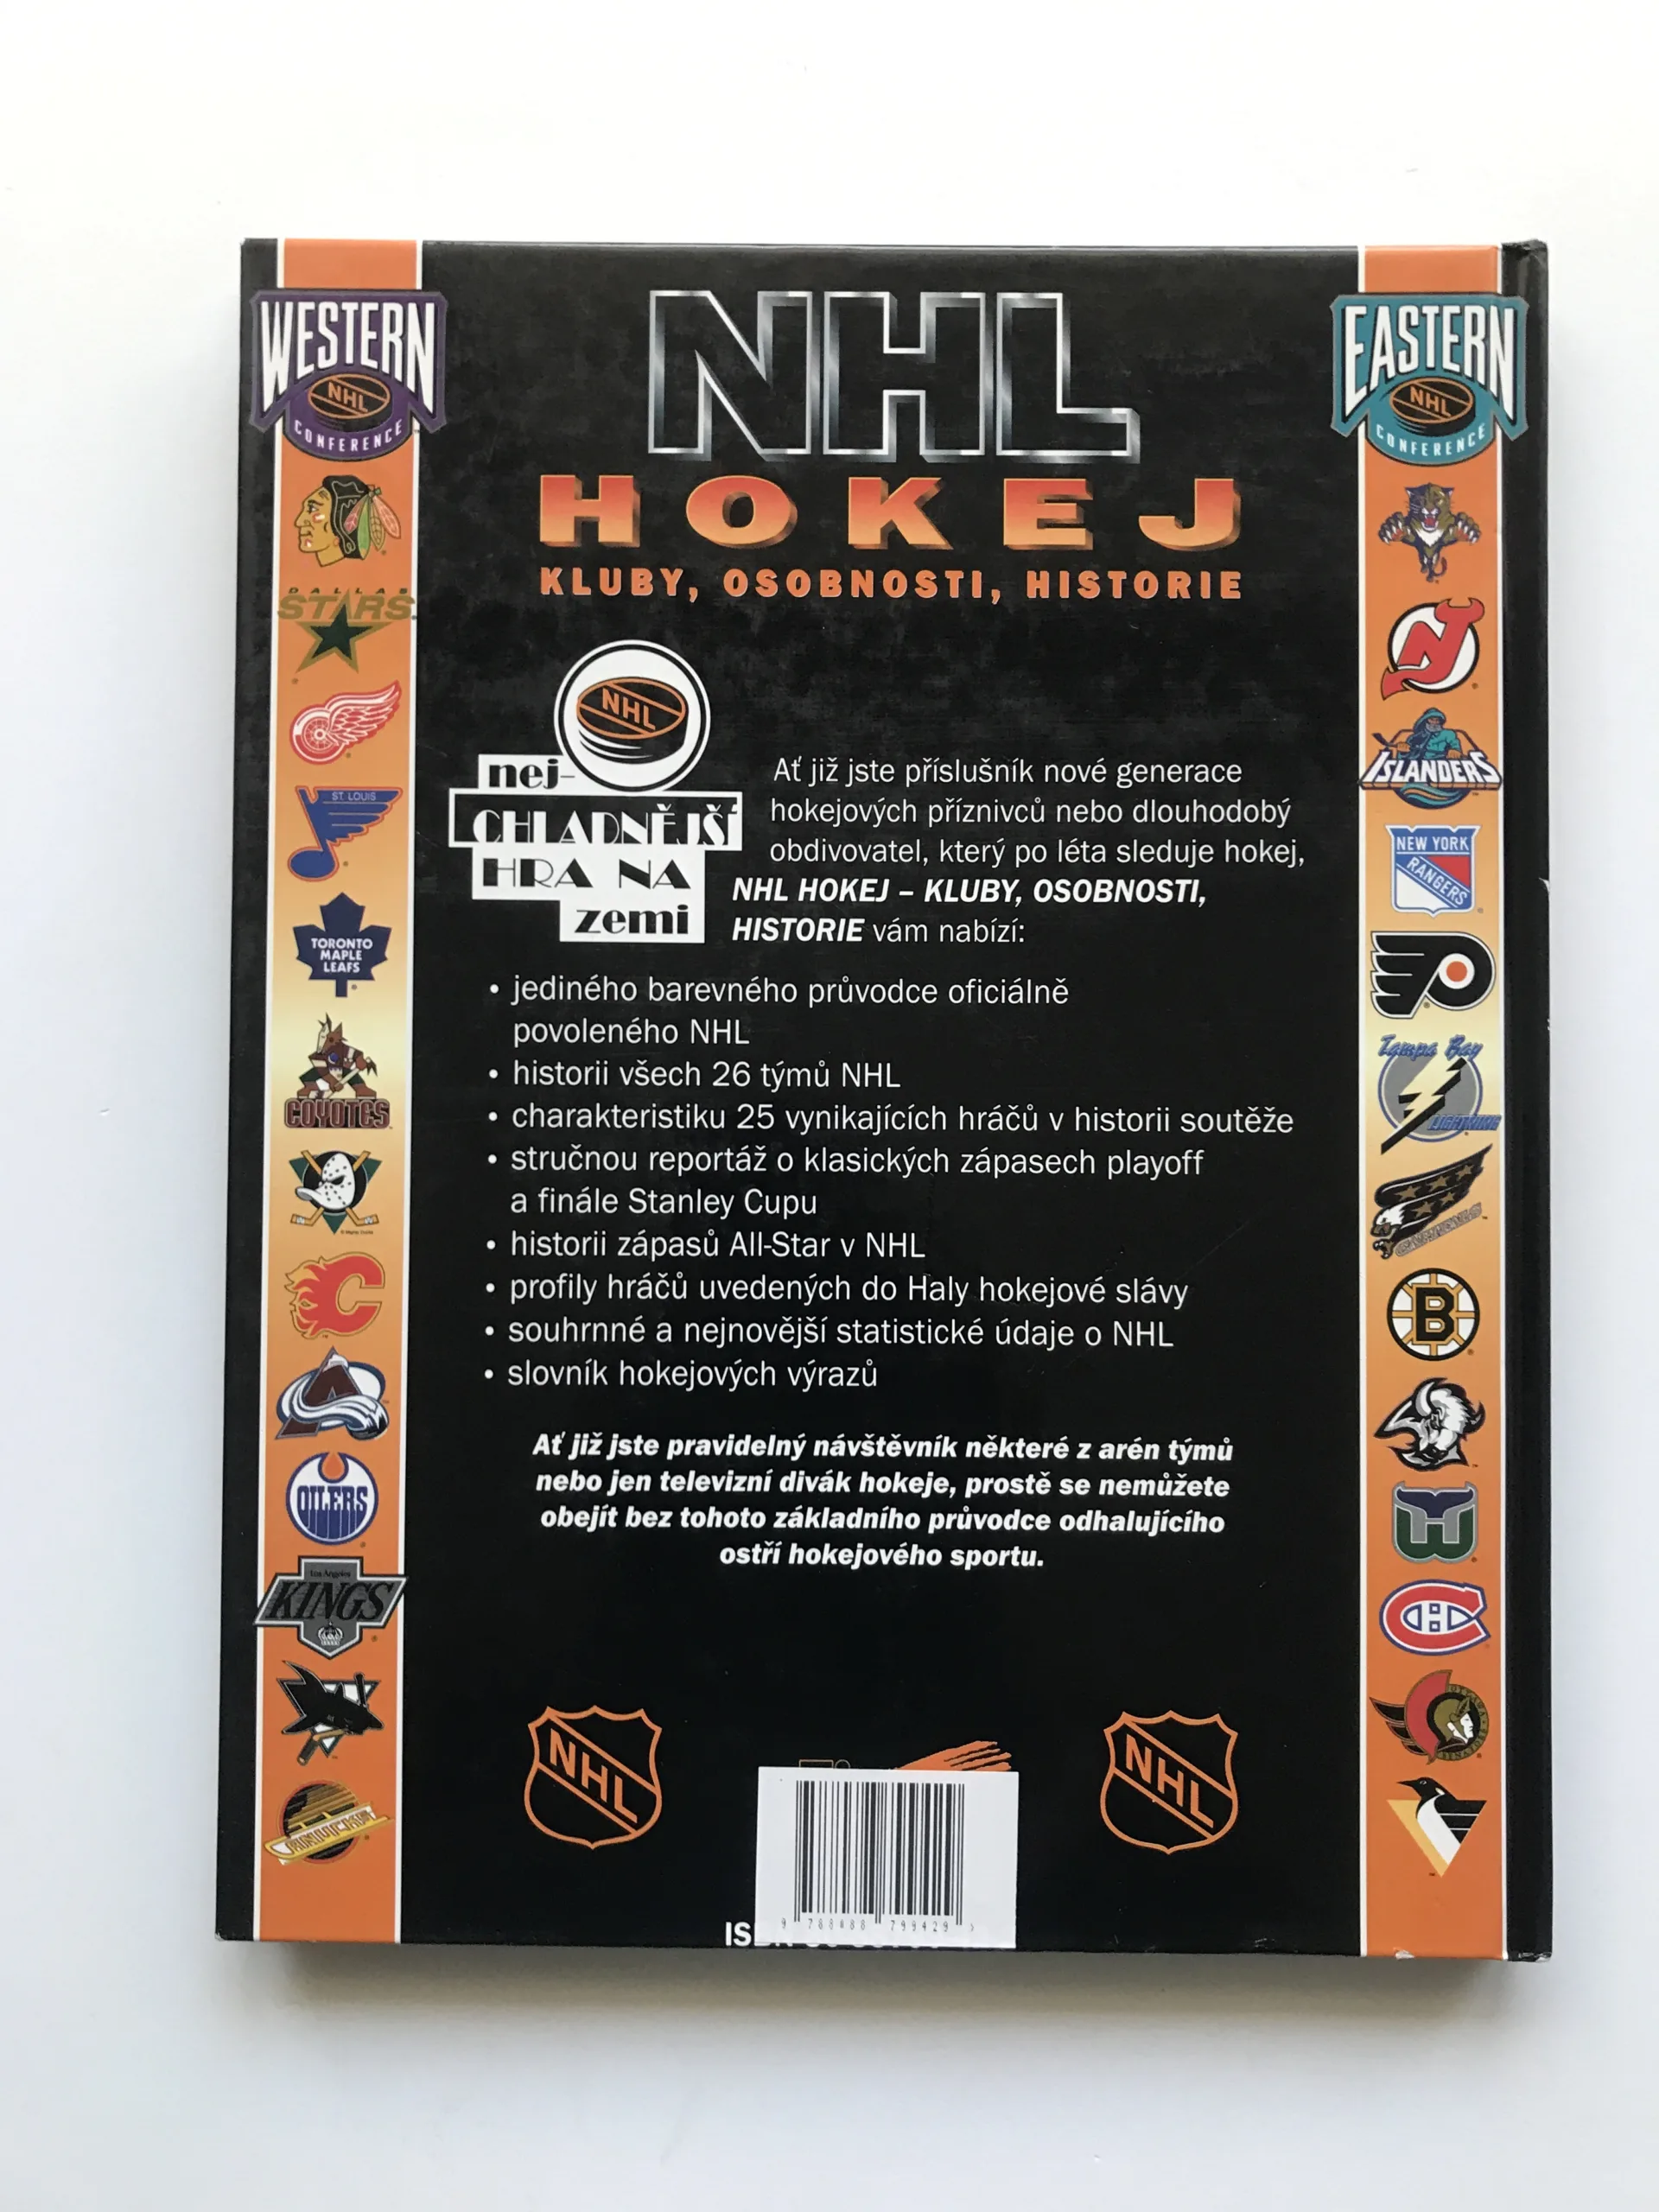 WESTERN
NHL
CONFERENCE
DALLAS
STARS
ST. LOUIS
TORONTO
MAPLE
LEAFS
COYOTES
OILERS
Los Angeles
KINGS
NHL
HOKEJ
KLUBY, OSOBNOSTI, HISTORIE
NHL
nej-
CHLADNĚJŠÍ
HRA NA
zemi
Ať již jste příslušník nové generace
hokejových příznivců nebo dlouhodobý
obdivovatel, který po léta sleduje hokej,
NHL HOKEJ – KLUBY, OSOBNOSTI,
HISTORIE vám nabízí:
• jediného barevného průvodce oficiálně
povoleného NHL
• historii všech 26 týmů NHL
• charakteristiku 25 vynikajících hráčů v historii soutěže
• stručnou reportáž o klasických zápasech playoff
a finále Stanley Cupu
• historii zápasů All-Star v NHL
• profily hráčů uvedených do Haly hokejové slávy
• souhrnné a nejnovější statistické údaje o NHL
• slovník hokejových výrazů
Ať již jste pravidelný návštěvník některé z arén týmů
nebo jen televizní divák hokeje, prostě se nemůžete
obejít bez tohoto základního průvodce odhalujícího
ostří hokejového sportu.
NHL
NHL
9 788088 799429
EASTERN
NHL
CONFERENCE
ISLANDERS
NEW YORK
RANGERS
Tampa Bay
LIGHTNING
B